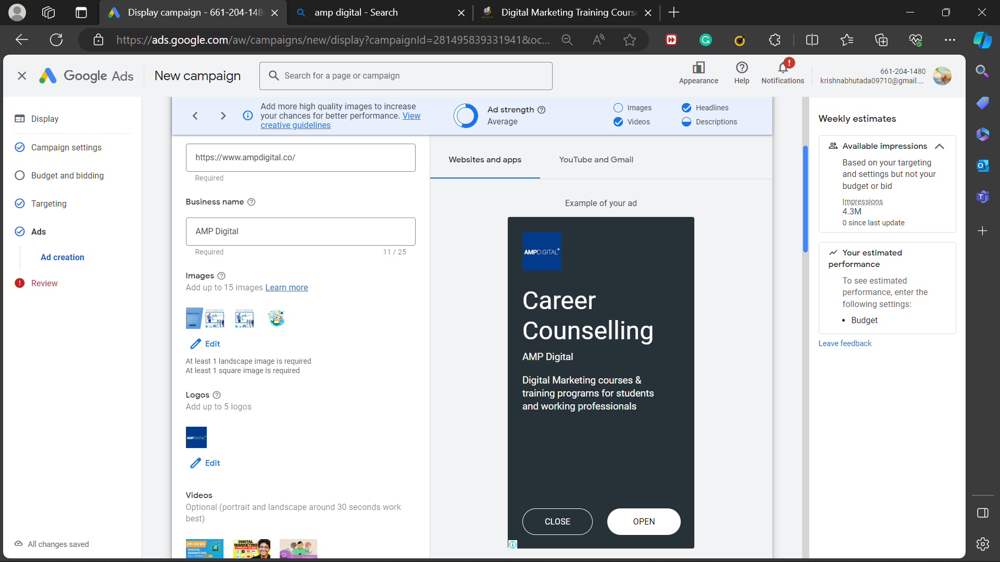 Display campaign - 661-204-148
amp digital - Search
Digital Marketing Training Course
https://ads.google.com/aw/campaigns/new/display?campaignId=281495839331941&oc...
Google Ads
New campaign
Search for a page or campaign
Appearance
Help
Notifications
661-204-1480
krishnabhutada09710@gmail....
Display
Campaign settings
Budget and bidding
Targeting
Ads
Ad creation
Review
All changes saved
Add more high quality images to increase
your chances for better performance. View
creative guidelines
Ad strength
Average
Images
Videos
Headlines
Descriptions
https://www.ampdigital.co/
Required
Business name
AMP Digital
Required
11 / 25
Images
Add up to 15 images Learn more
Edit
At least 1 landscape image is required
At least 1 square image is required
Logos
Add up to 5 logos
AMPDIGITAL
Edit
Videos
Optional (portrait and landscape around 30 seconds work
best)
3M+VIEWS
DIGITAL
MARKETING
DIGITAL
MARKETING
COMPLETE COURSE
Websites and apps
YouTube and Gmail
Example of your ad
AMPDIGITAL*
Career
Counselling
AMP Digital
Digital Marketing courses &
training programs for students
and working professionals
CLOSE
OPEN
Weekly estimates
Available impressions
Based on your targeting
and settings but not your
budget or bid
Impressions
4.3M
0 since last update
Your estimated
performance
To see estimated
performance, enter the
following settings:
• Budget
Leave feedback